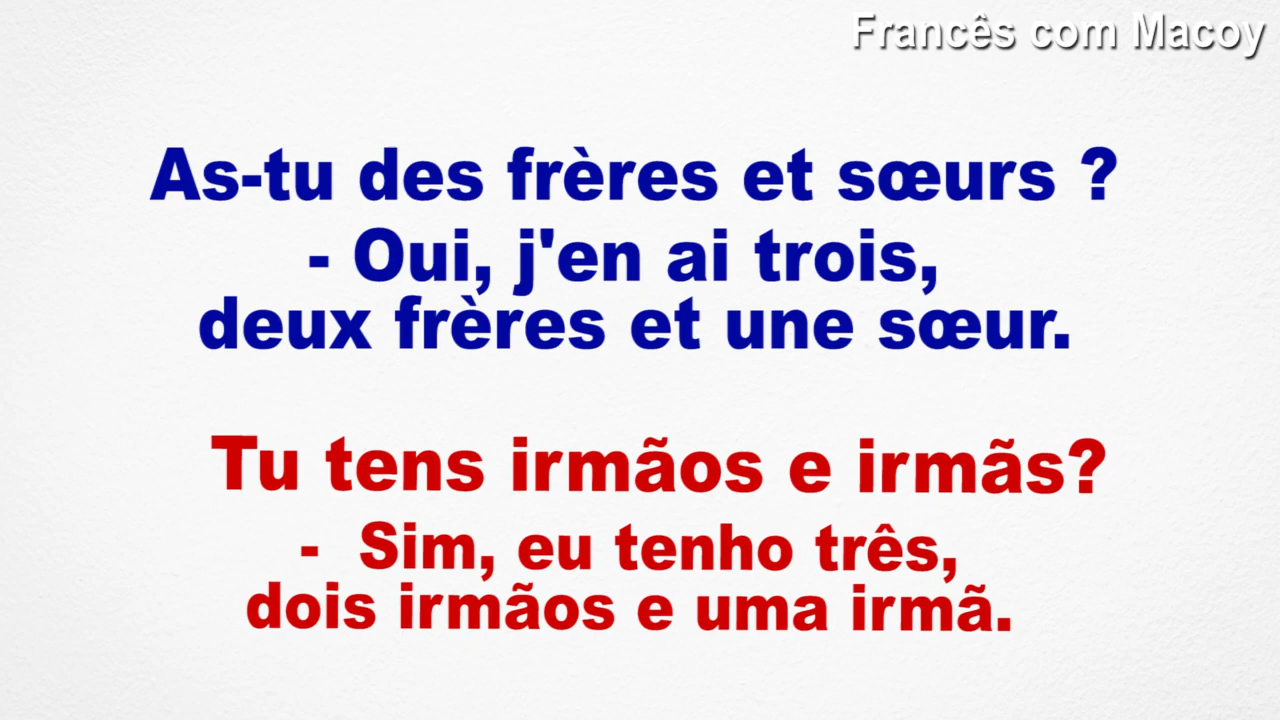 Francês com Macoy
As-tu des frères et sœurs ?
- Oui, j'en ai trois,
deux frères et une sœur.
Tu tens irmãos e irmãs?
- Sim, eu tenho três,
dois irmãos e uma irmã.